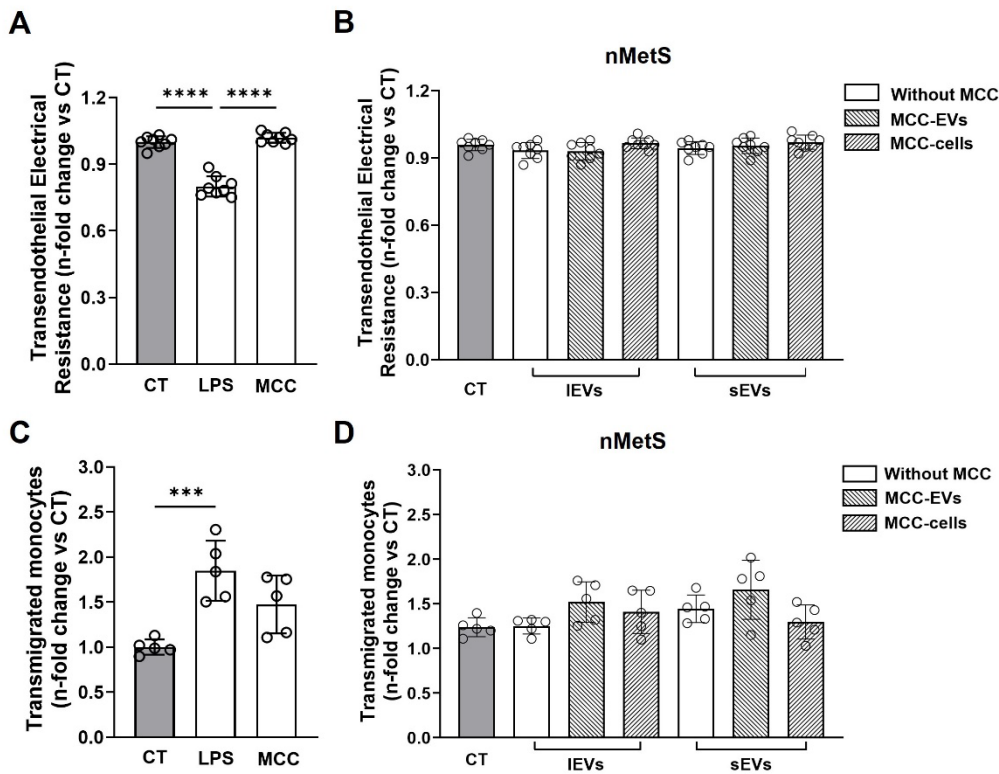 A
Transendothelial Electrical
Resistance (n-fold change vs CT)
1.2
0.9
0.6
0.3
0.0
**** ****
CT LPS MCC
B
nMetS
Transendothelial Electrical
Resistance (n-fold change vs CT)
1.2
0.9
0.6
0.3
0.0
CT
lEVs
sEVs
Without MCC
MCC-EVs
MCC-cells
C
Transmigrated monocytes
(n-fold change vs CT)
3.0
2.5
2.0
1.5
1.0
0.5
0.0
***
CT LPS MCC
D
nMetS
Transmigrated monocytes
(n-fold change vs CT)
3.0
2.5
2.0
1.5
1.0
0.5
0.0
CT
lEVs
sEVs
Without MCC
MCC-EVs
MCC-cells